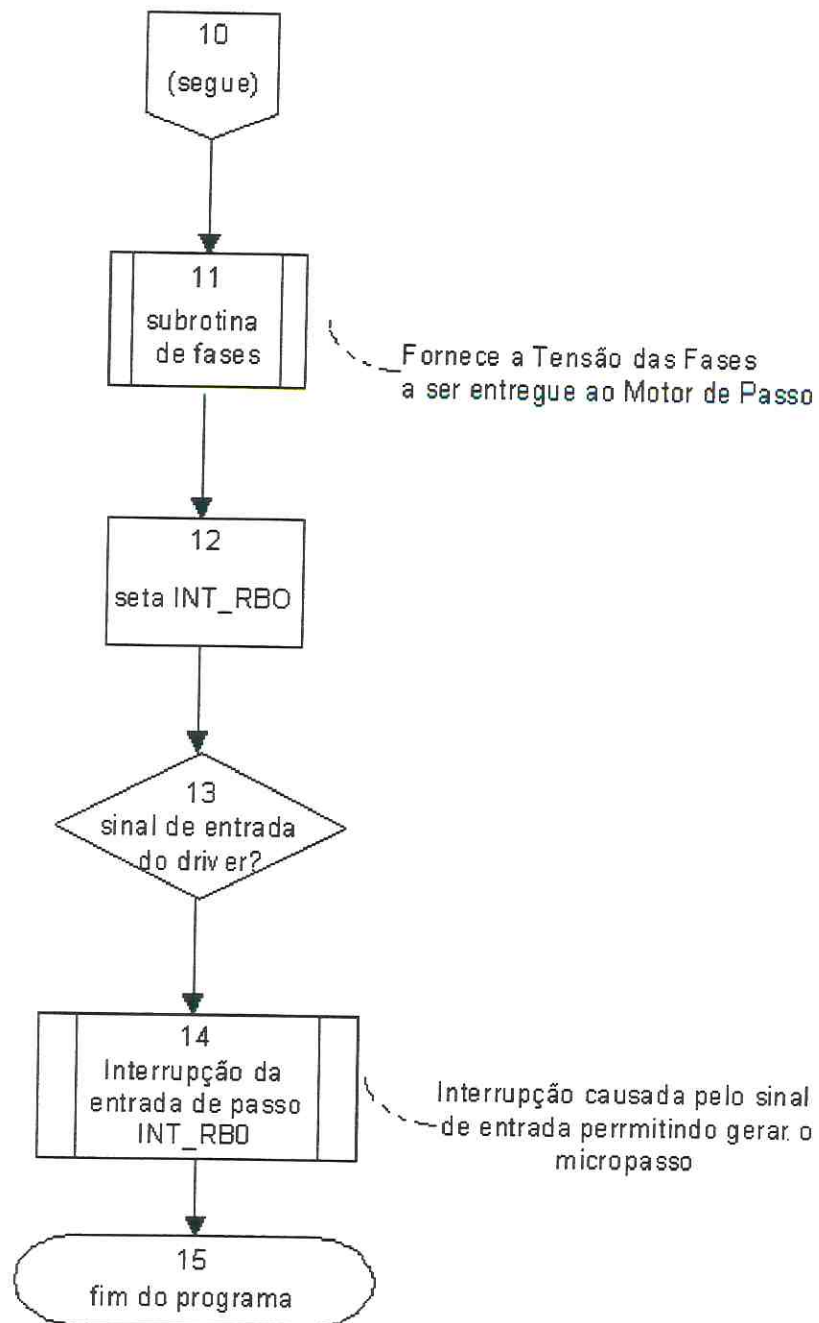 10
(segue)
11
subrotina
de fases
Fornece a Tensão das Fases
a ser entregue ao Motor de Passo
12
seta INT_RBO
13
sinal de entrada
do driver?
14
Interrupção da
entrada de passo
INT_RB0
Interrupção causada pelo sinal
de entrada perrmitindo gerar o
micropasso
15
fim do programa